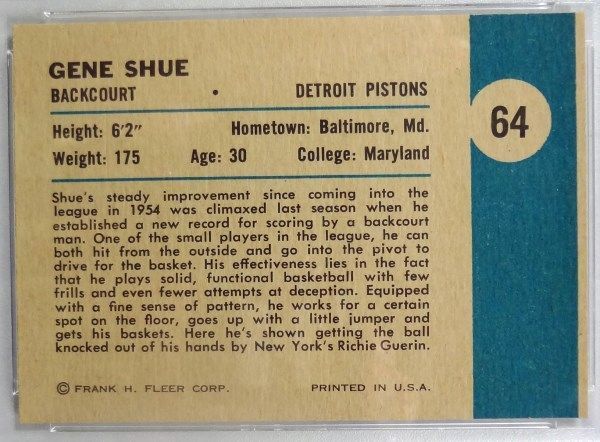 GENE SHUE
BACKCOURT • DETROIT PISTONS
Height: 6'2" Hometown: Baltimore, Md.
Weight: 175 Age: 30 College: Maryland
64
Shue's steady improvement since coming into the
league in 1954 was climaxed last season when he
established a new record for scoring by a backcourt
man. One of the small players in the league, he can
both hit from the outside and go into the pivot to
drive for the basket. His effectiveness lies in the fact
that he plays solid, functional basketball with few
frills and even fewer attempts at deception. Equipped
with a fine sense of pattern, he works for a certain
spot on the floor, goes up with a little jumper and
gets his baskets. Here he's shown getting the ball
knocked out of his hands by New York's Richie Guerin.
© FRANK H. FLEER CORP. PRINTED IN U.S.A.